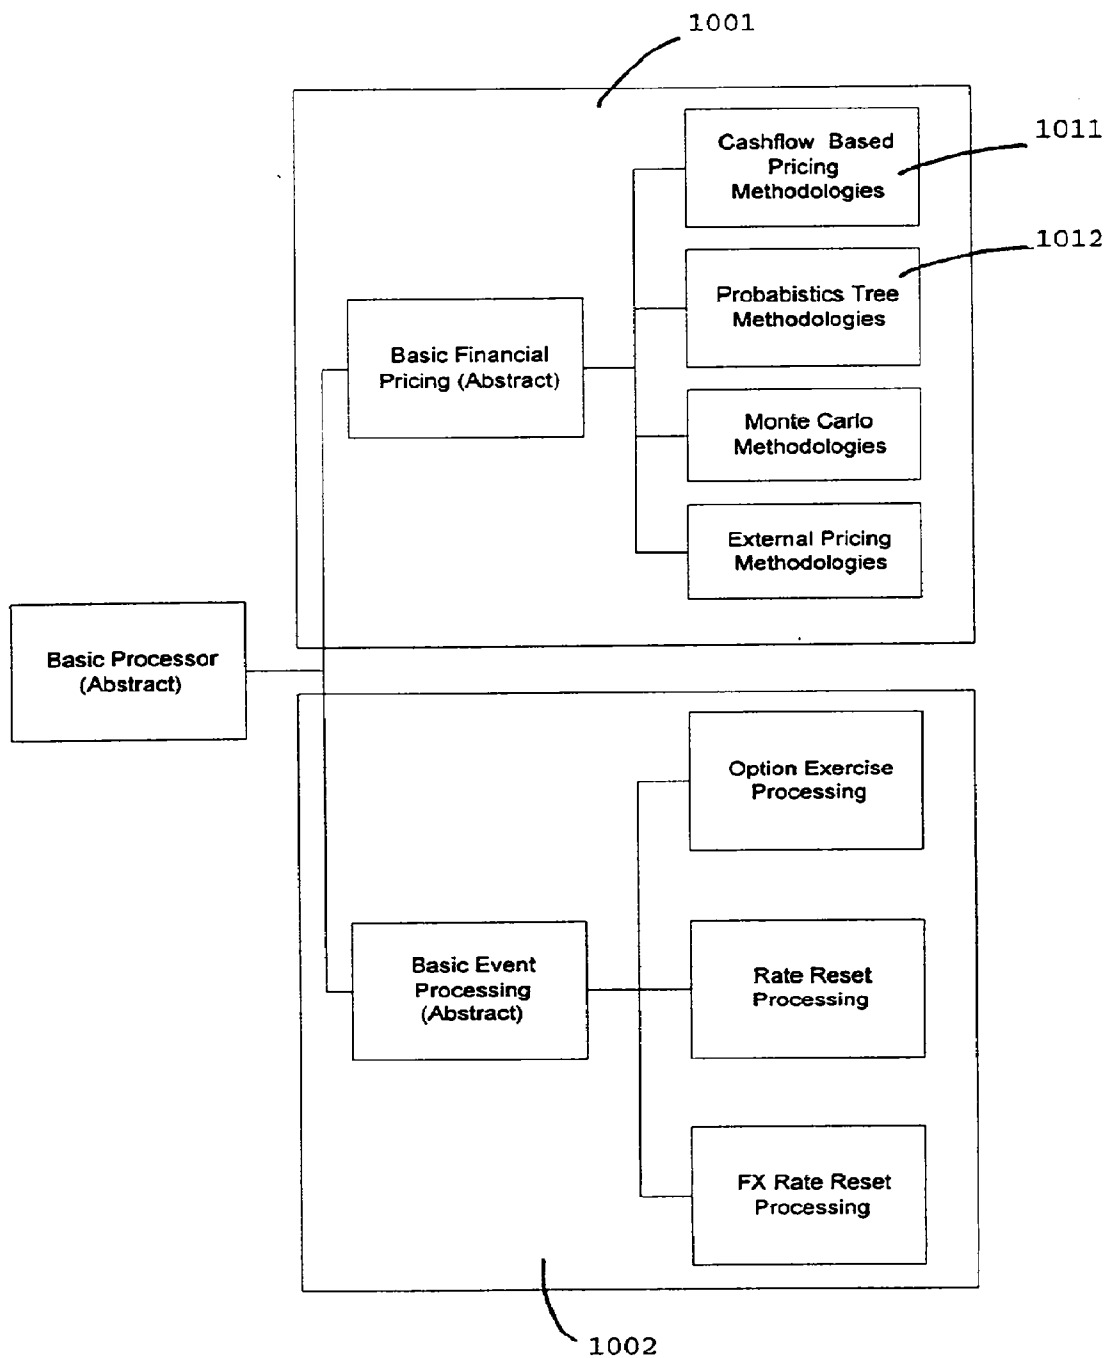 1001
Cashflow Based
Pricing
Methodologies
1011
Probabistics Tree
Methodologies
1012
Basic Financial
Pricing (Abstract)
Monte Carlo
Methodologies
External Pricing
Methodologies
Basic Processor
(Abstract)
Option Exercise
Processing
Basic Event
Processing
(Abstract)
Rate Reset
Processing
FX Rate Reset
Processing
1002